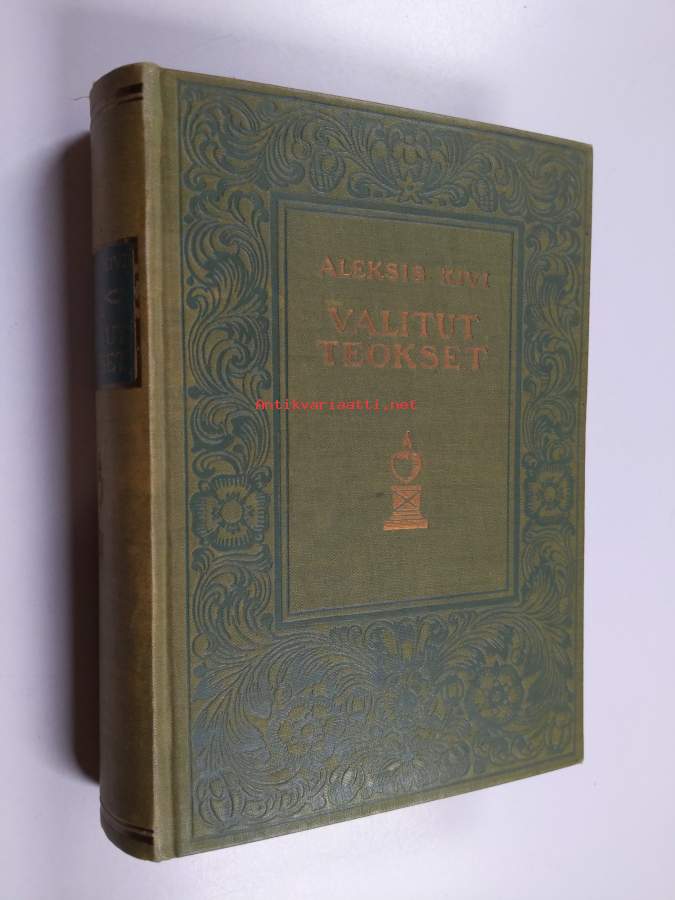 ALEKSIS KIVI
VALITUT
TEOKSET
Antikvariaatti.net